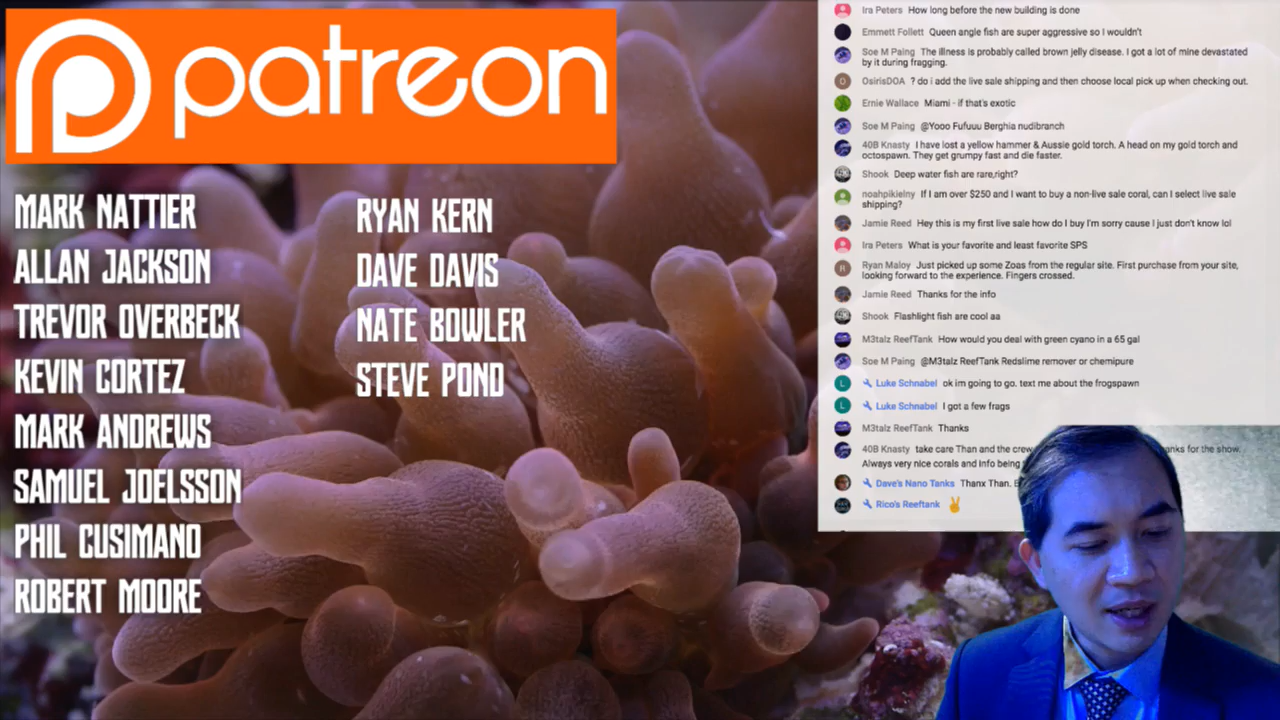 patreon
MARK NATTIER
ALLAN JACKSON
TREVOR OVERBECK
KEVIN CORTEZ
MARK ANDREWS
SAMUEL JOELSSON
PHIL CUSIMANO
ROBERT MOORE
RYAN KERN
DAVE DAVIS
NATE BOWLER
STEVE POND
Ira Peters How long before the new building is done
Emmett Follett Queen angle fish are super aggressive so I wouldn't
Soe M Paing The illness is probably called brown jelly disease. I got a lot of mine devastated
by it during fragging.
O OsirisDOA ? do i add the live sale shipping and then choose local pick up when checking out.
Ernie Wallace Miami - if that's exotic
Soe M Paing @Yooo Fufuuu Berghia nudibranch
40B Knasty I have lost a yellow hammer & Aussie gold torch. A head on my gold torch and
octospawn. They get grumpy fast and die faster.
Shook Deep water fish are rare,right?
noahpikielny If I am over $250 and I want to buy a non-live sale coral, can I select live sale
shipping?
Jamie Reed Hey this is my first live sale how do I buy I'm sorry cause I just don't know lol
Ira Peters What is your favorite and least favorite SPS
R Ryan Maloy Just picked up some Zoas from the regular site. First purchase from your site,
looking forward to the experience. Fingers crossed.
Jamie Reed Thanks for the info
Shook Flashlight fish are cool aa
M3talz ReefTank How would you deal with green cyano in a 65 gal
Soe M Paing @M3talz ReefTank Redslime remover or chemipure
L Luke Schnabel ok im going to go. text me about the frogspawn
L Luke Schnabel I got a few frags
M3talz ReefTank Thanks
40B Knasty take care Than and the crew anks for the show.
Always very nice corals and Info being
Dave's Nano Tanks Thanx Than.
Rico's Reeftank ✌